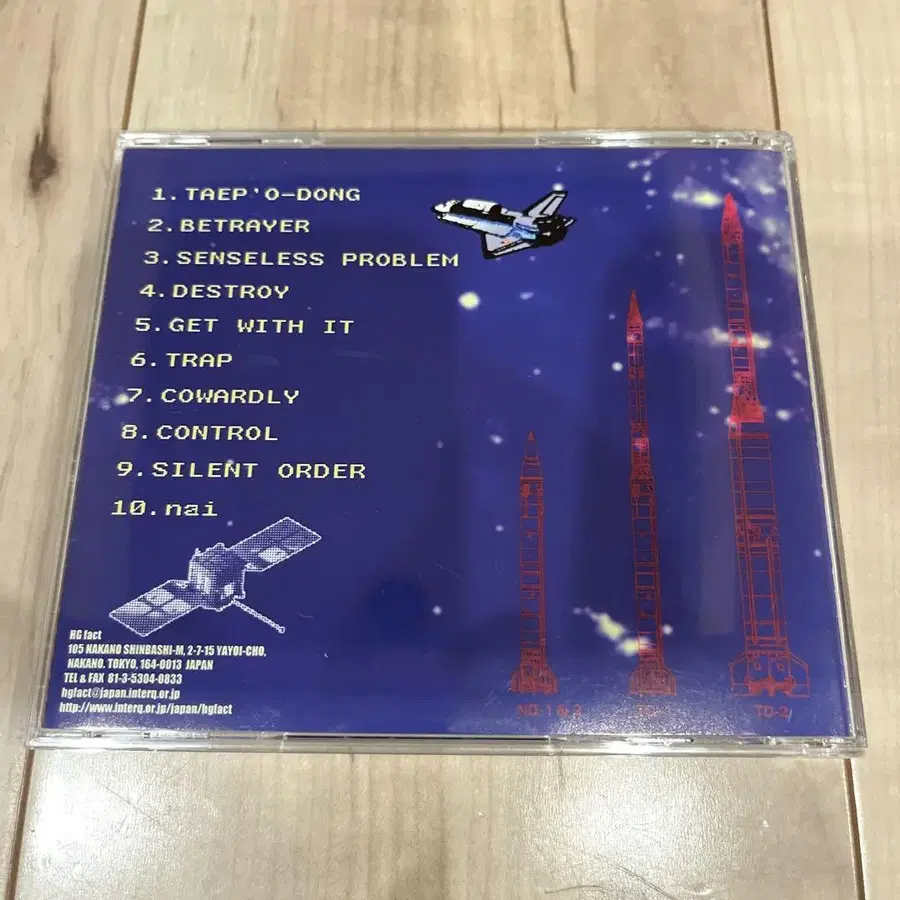 1.TAEP'O-DONG
2.BETRAYER
3.SENSELESS PROBLEM
4.DESTROY
5.GET WITH IT
6.TRAP
7.COWARDLY
8.CONTROL
9.SILENT ORDER
10.nai
HG fact
105 NAKANO SHINBASHI-M, 2-7-15 YAYOI-CHO,
NAKANO. TOKYO, 164-0013 JAPAN
TEL & FAX 81-3-5304-0833
hgfact@japan.interq.or.jp
http://www.interq.or.jp/japan/hgfact
TD-2